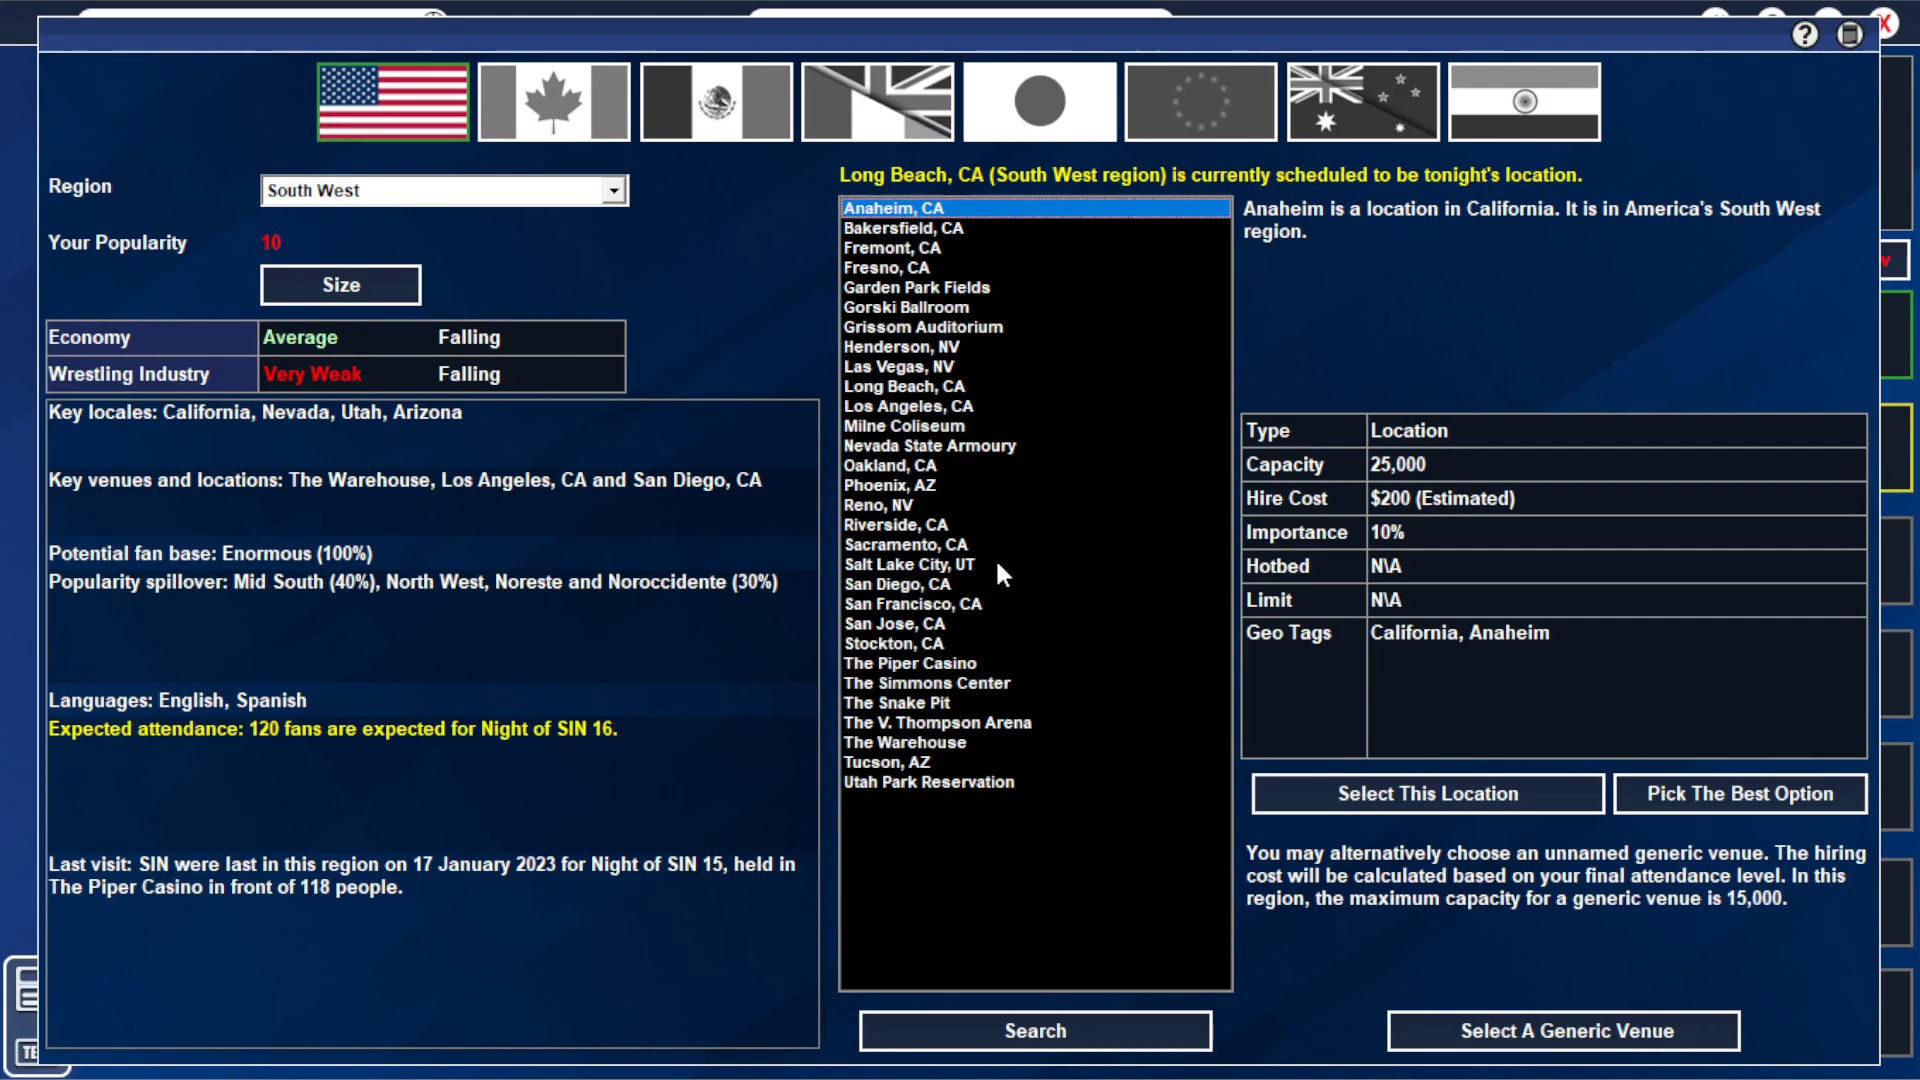 ?
X
Region
South West
Your Popularity
10
Size
Economy
Average
Falling
Wrestling Industry
Very Weak
Falling
Key locales: California, Nevada, Utah, Arizona
Key venues and locations: The Warehouse, Los Angeles, CA and San Diego, CA
Potential fan base: Enormous (100%)
Popularity spillover: Mid South (40%), North West, Noreste and Noroccidente (30%)
Languages: English, Spanish
Expected attendance: 120 fans are expected for Night of SIN 16.
Last visit: SIN were last in this region on 17 January 2023 for Night of SIN 15, held in
The Piper Casino in front of 118 people.
Long Beach, CA (South West region) is currently scheduled to be tonight's location.
Anaheim, CA
Bakersfield, CA
Fremont, CA
Fresno, CA
Garden Park Fields
Gorski Ballroom
Grissom Auditorium
Henderson, NV
Las Vegas, NV
Long Beach, CA
Los Angeles, CA
Milne Coliseum
Nevada State Armoury
Oakland, CA
Phoenix, AZ
Reno, NV
Riverside, CA
Sacramento, CA
Salt Lake City, UT
San Diego, CA
San Francisco, CA
San Jose, CA
Stockton, CA
The Piper Casino
The Simmons Center
The Snake Pit
The V. Thompson Arena
The Warehouse
Tucson, AZ
Utah Park Reservation
Search
Anaheim is a location in California. It is in America's South West
region.
Type
Location
Capacity
25,000
Hire Cost
$200 (Estimated)
Importance
10%
Hotbed
N\A
Limit
N\A
Geo Tags
California, Anaheim
Select This Location
Pick The Best Option
You may alternatively choose an unnamed generic venue. The hiring
cost will be calculated based on your final attendance level. In this
region, the maximum capacity for a generic venue is 15,000.
Select A Generic Venue